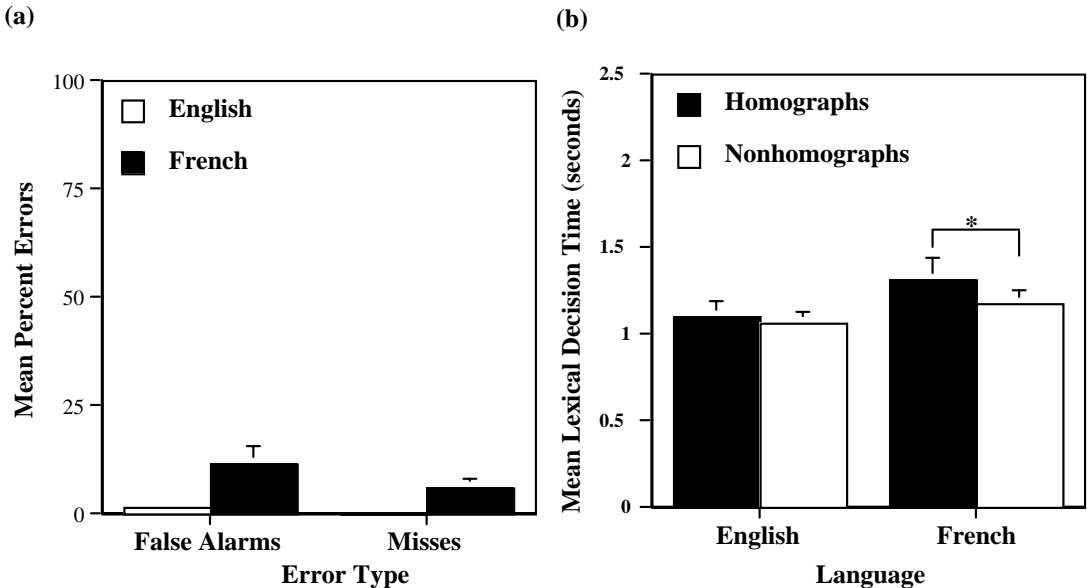 (a)
Mean Percent Errors
100
75
50
25
0
English
French
False Alarms
Misses
Error Type
(b)
Mean Lexical Decision Time (seconds)
2.5
2
1.5
1
0.5
0
Homographs
Nonhomographs
*
English
French
Language